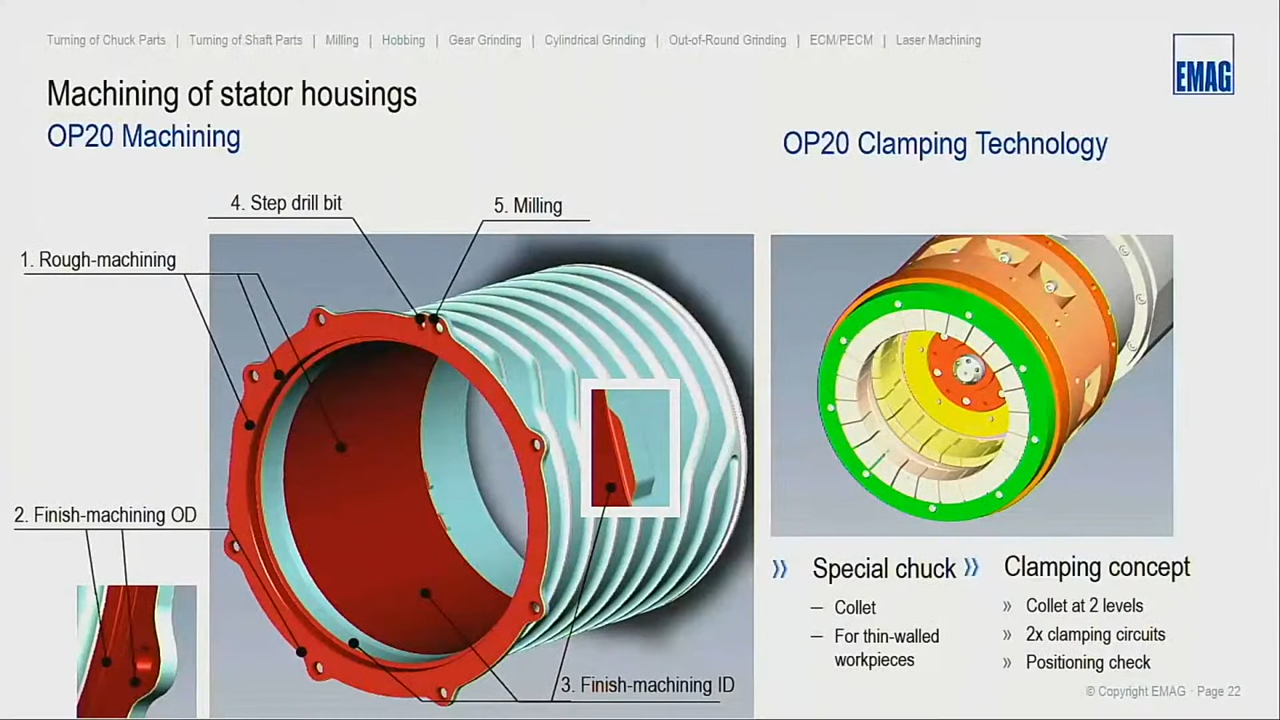 Turning of Chuck Parts | Turning of Shaft Parts | Milling | Hobbing | Gear Grinding | Cylindrical Grinding | Out-of-Round Grinding | ECM/PECM | Laser Machining
EMAG
Machining of stator housings
OP20 Machining
OP20 Clamping Technology
4. Step drill bit
5. Milling
1. Rough-machining
2. Finish-machining OD
3. Finish-machining ID
» Special chuck
– Collet
– For thin-walled
workpieces
» Clamping concept
» Collet at 2 levels
» 2x clamping circuits
» Positioning check
© Copyright EMAG · Page 22